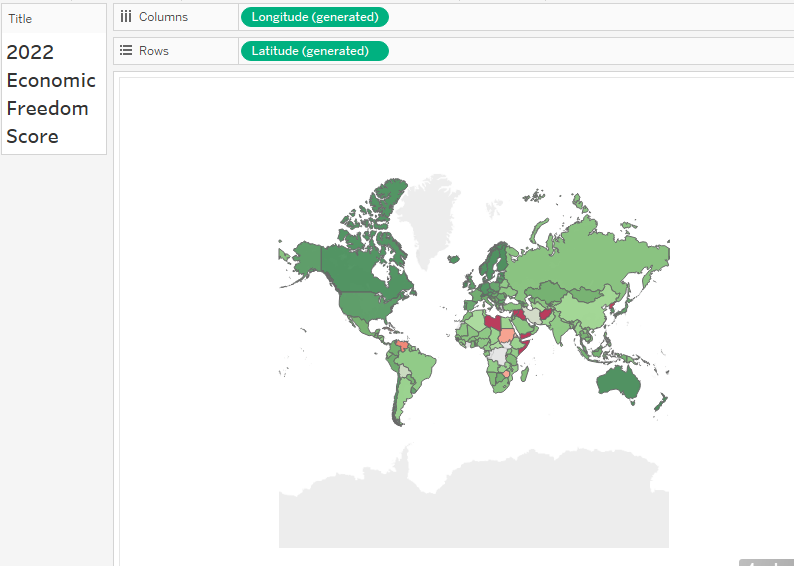 Title
2022
Economic
Freedom
Score
Columns
Longitude (generated)
Rows
Latitude (generated)